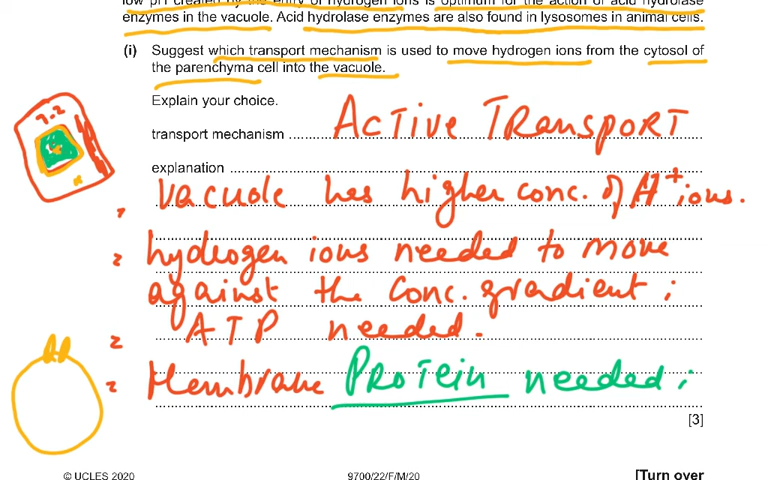 low pH created by the entry of hydrogen ions is optimum for the action of acid hydrolase
enzymes in the vacuole. Acid hydrolase enzymes are also found in lysosomes in animal cells.
(i) Suggest which transport mechanism is used to move hydrogen ions from the cytosol of
the parenchyma cell into the vacuole.
Explain your choice.
7.2
transport mechanism ACTIVE TRANSPORT
explanation
Vacuole has higher conc. of H+ ions.
hydrogen ions needed to move
against the conc. gradient ;
ATP needed.
Membrane PROTEIN needed ;
[3]
© UCLES 2020 9700/22/F/M/20 [Turn over